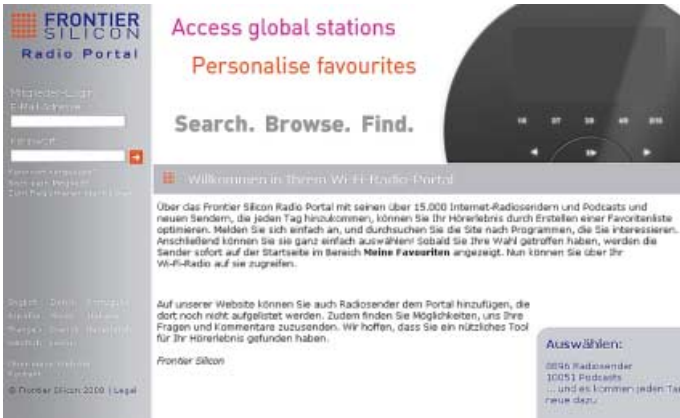 FRONTIER
SILICON
Radio Portal
Mitglieder-Login
E-Mail-Adresse
Access global stations
Personalise favourites
Search. Browse. Find.
Willkommen in Ihrem Wi-Fi-Radio-Portal
Über das Frontier Silicon Radio Portal mit seinen über 15.000 Internet-Radiosendern und Podcasts und
neuen Sendern, die jeden Tag hinzukommen, können Sie Ihr Hörerlebnis durch Erstellen einer Favoritenliste
optimieren. Melden Sie sich einfach an, und durchsuchen Sie die Site nach Programmen, die Sie interessieren.
Anschließend können Sie sie ganz einfach auswählen! Sobald Sie Ihre Wahl getroffen haben, werden die
Sender sofort auf der Startseite im Bereich Meine Favouriten angezeigt. Nun können Sie über Ihr
Wi-Fi-Radio auf sie zugreifen.
Auf unserer Website können Sie auch Radiosender dem Portal hinzufügen, die
dort noch nicht aufgelistet werden. Zudem finden Sie Möglichkeiten, uns Ihre
Fragen und Kommentare zuzusenden. Wir hoffen, dass Sie ein nützliches Tool
für Ihr Hörerlebnis gefunden haben.
Frontier Silicon
Auswählen:
Radiosender
10051 Podcasts
... und es kommen jeden Tag
neue dazu
© Frontier Silicon 2008 | Legal